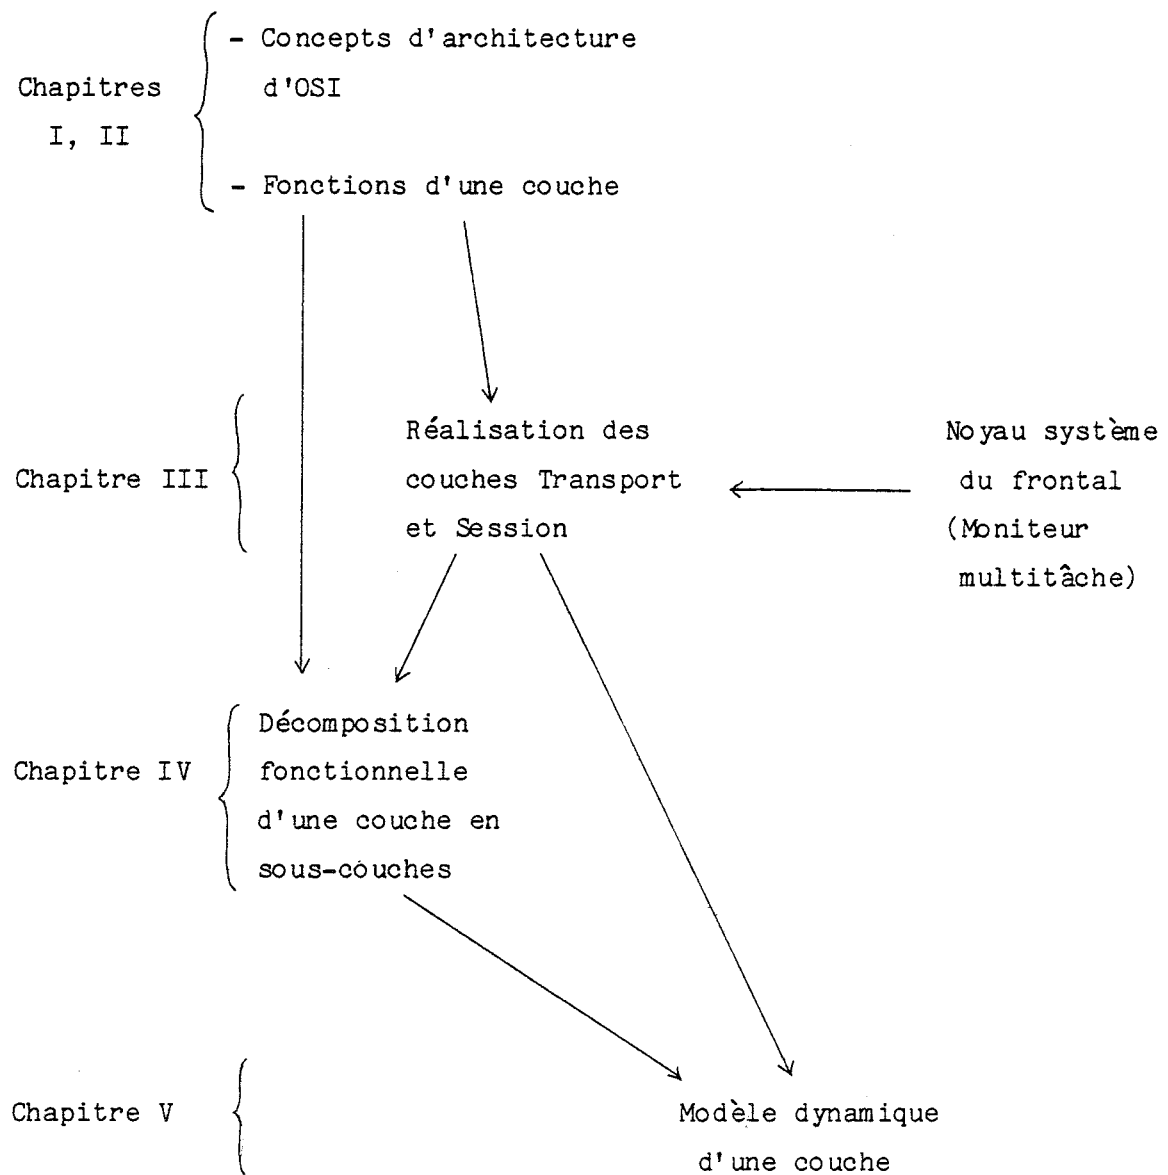 - Concepts d'architecture
d'OSI
Chapitres
I, II
- Fonctions d'une couche
Chapitre III
Réalisation des
couches Transport
et Session
Noyau système
du frontal
(Moniteur
multitâche)
Chapitre IV
Décomposition
fonctionnelle
d'une couche en
sous-couches
Chapitre V
Modèle dynamique
d'une couche